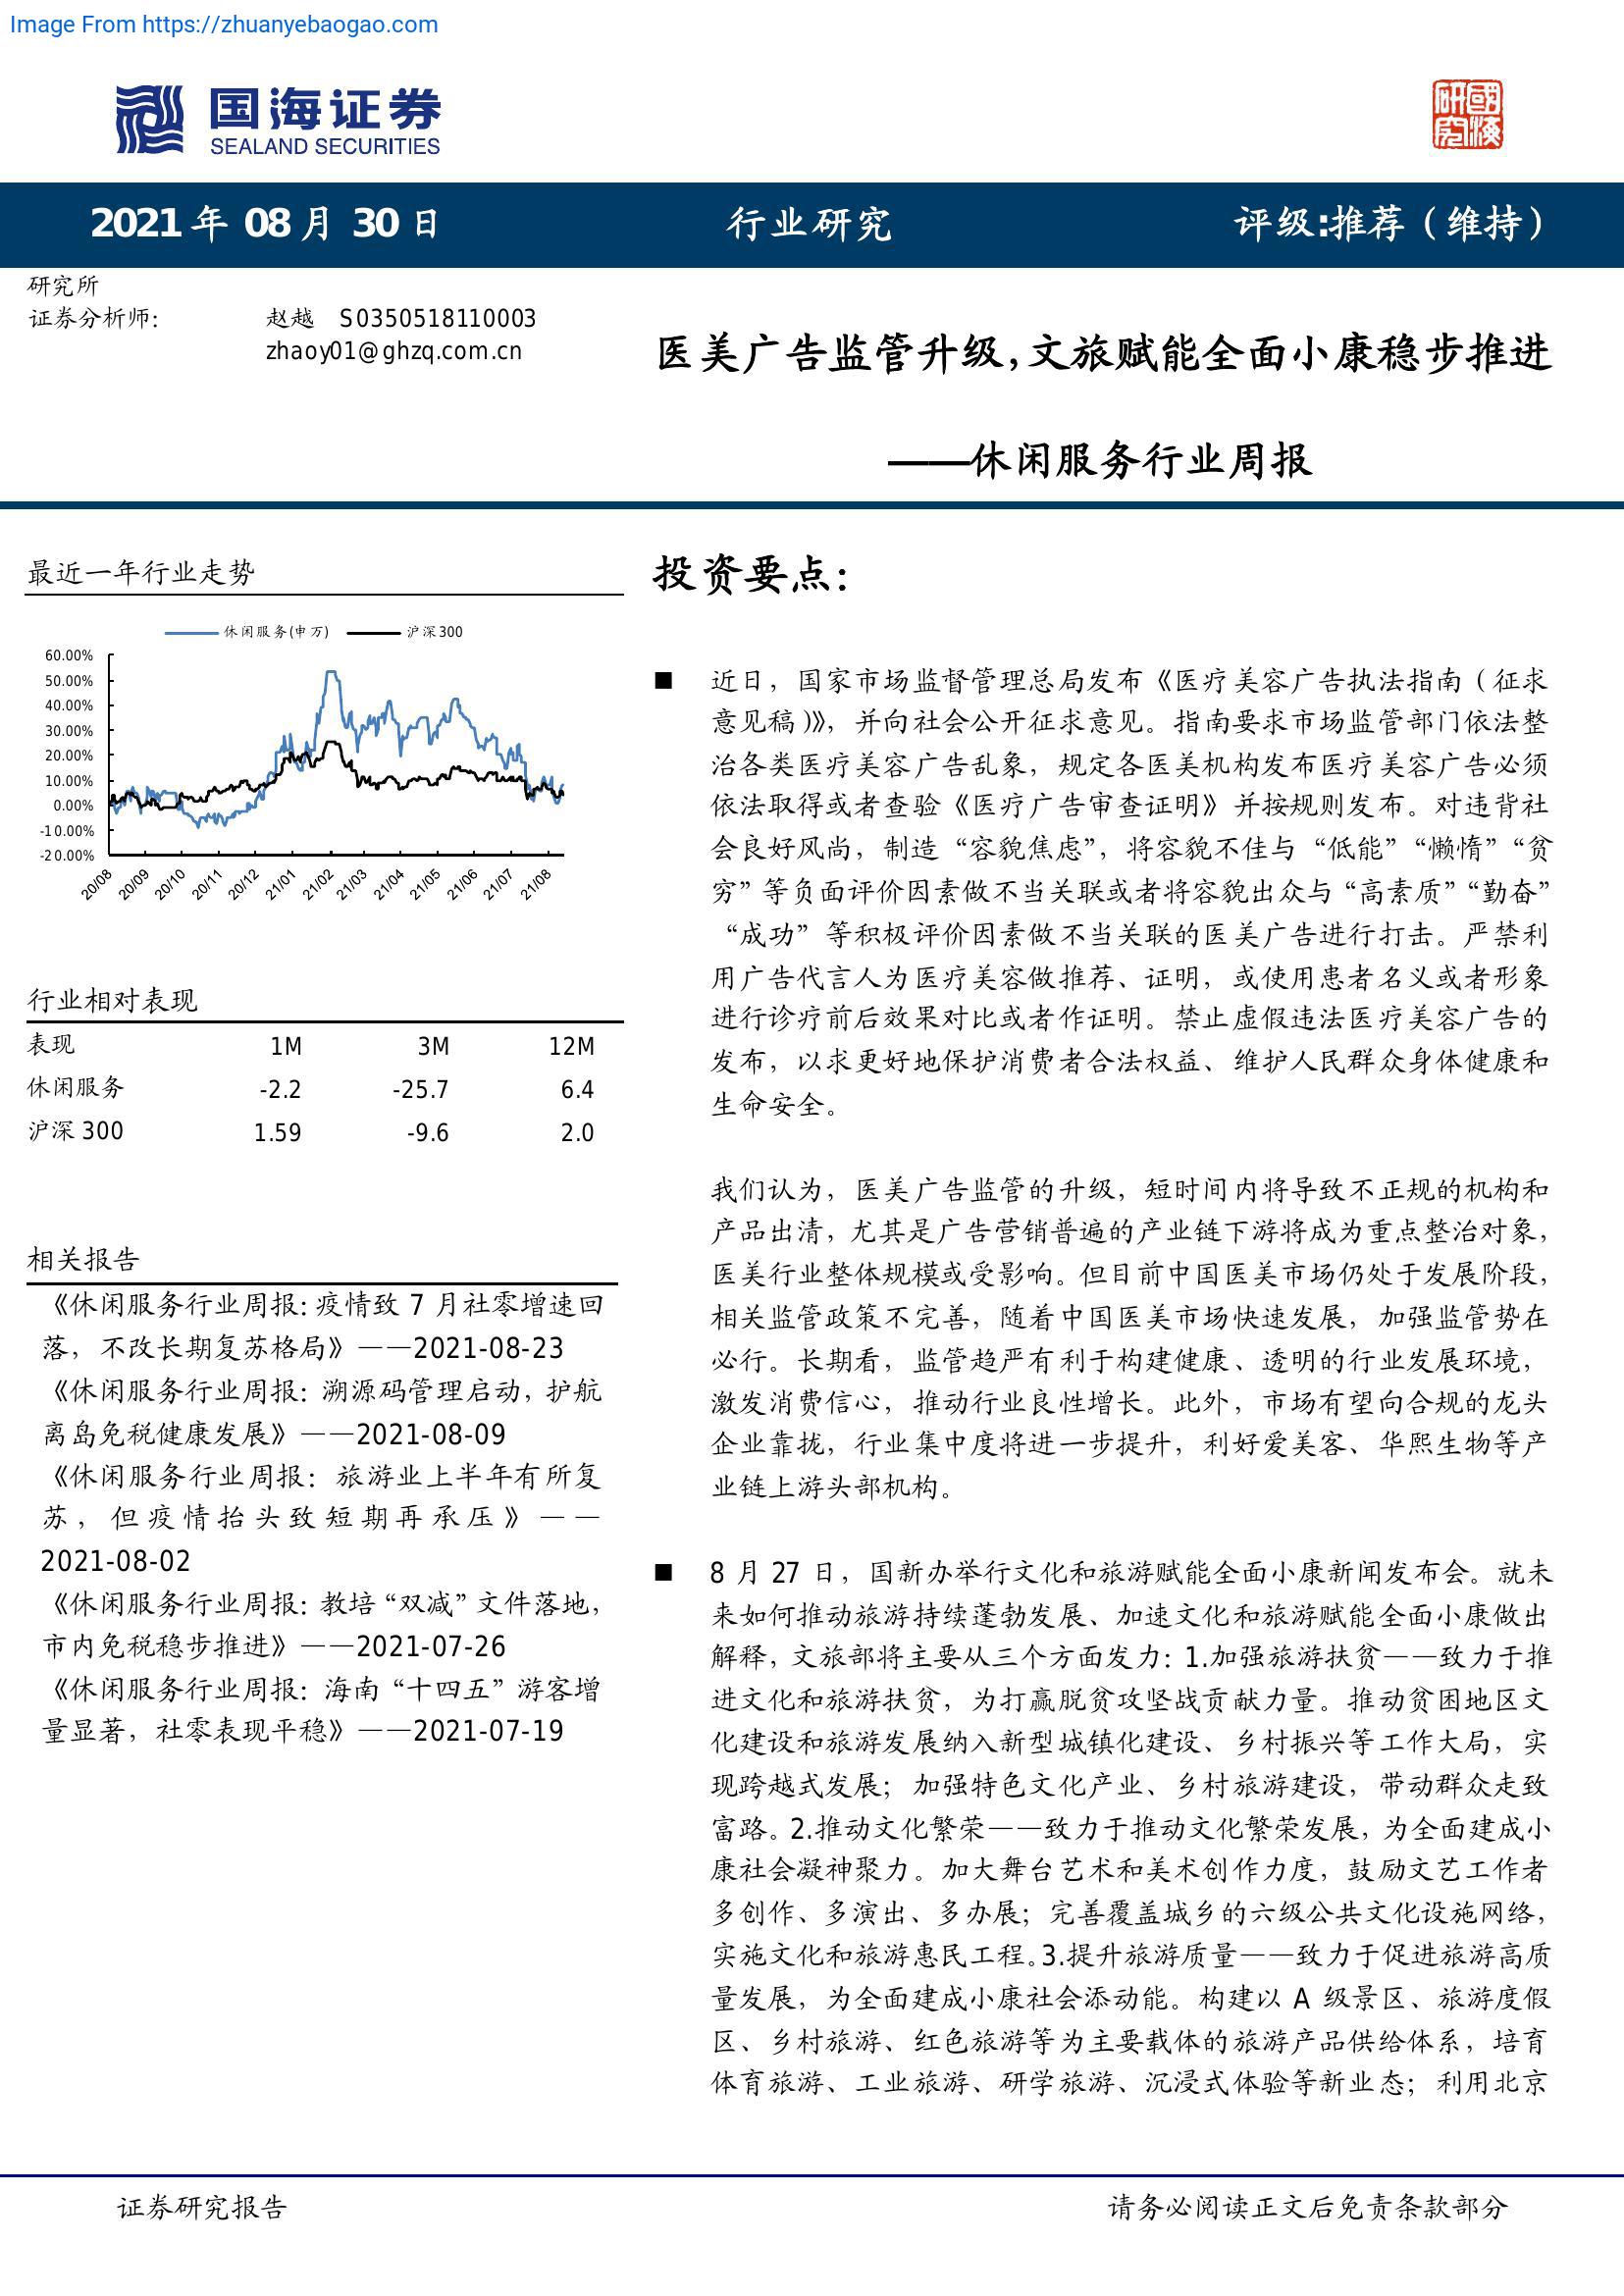 Image From https://zhuanyebaogao.com
国海证券
SEALAND SECURITIES
國海
研究
2021年 08月 30日
行业研究
评级:推荐（维持）
研究所
证券分析师：
赵越 S0350518110003
zhaoy01@ghzq.com.cn
医美广告监管升级，文旅赋能全面小康稳步推进
——休闲服务行业周报
最近一年行业走势
休闲服务(申万) 沪深300
60.00%
50.00%
40.00%
30.00%
20.00%
10.00%
0.00%
-10.00%
-20.00%
20/08 20/09 20/10 20/11 20/12 21/01 21/02 21/03 21/04 21/05 21/06 21/07 21/08
行业相对表现
表现 1M 3M 12M
休闲服务 -2.2 -25.7 6.4
沪深 300 1.59 -9.6 2.0
相关报告
《休闲服务行业周报：疫情致 7 月社零增速回
落，不改长期复苏格局》——2021-08-23
《休闲服务行业周报：溯源码管理启动，护航
离岛免税健康发展》——2021-08-09
《休闲服务行业周报：旅游业上半年有所复
苏，但疫情抬头致短期再承压》——
2021-08-02
《休闲服务行业周报：教培“双减”文件落地，
市内免税稳步推进》——2021-07-26
《休闲服务行业周报：海南“十四五”游客增
量显著，社零表现平稳》——2021-07-19
投资要点：
■ 近日，国家市场监督管理总局发布《医疗美容广告执法指南（征求
意见稿）》，并向社会公开征求意见。指南要求市场监管部门依法整
治各类医疗美容广告乱象，规定各医美机构发布医疗美容广告必须
依法取得或者查验《医疗广告审查证明》并按规则发布。对违背社
会良好风尚，制造“容貌焦虑”，将容貌不佳与“低能”“懒惰”“贫
穷”等负面评价因素做不当关联或者将容貌出众与“高素质”“勤奋”
“成功”等积极评价因素做不当关联的医美广告进行打击。严禁利
用广告代言人为医疗美容做推荐、证明，或使用患者名义或者形象
进行诊疗前后效果对比或者作证明。禁止虚假违法医疗美容广告的
发布，以求更好地保护消费者合法权益、维护人民群众身体健康和
生命安全。
我们认为，医美广告监管的升级，短时间内将导致不正规的机构和
产品出清，尤其是广告营销普遍的产业链下游将成为重点整治对象，
医美行业整体规模或受影响。但目前中国医美市场仍处于发展阶段，
相关监管政策不完善，随着中国医美市场快速发展，加强监管势在
必行。长期看，监管趋严有利于构建健康、透明的行业发展环境，
激发消费信心，推动行业良性增长。此外，市场有望向合规的龙头
企业靠拢，行业集中度将进一步提升，利好爱美客、华熙生物等产
业链上游头部机构。
■ 8 月 27 日，国新办举行文化和旅游赋能全面小康新闻发布会。就未
来如何推动旅游持续蓬勃发展、加速文化和旅游赋能全面小康做出
解释，文旅部将主要从三个方面发力：1.加强旅游扶贫——致力于推
进文化和旅游扶贫，为打赢脱贫攻坚战贡献力量。推动贫困地区文
化建设和旅游发展纳入新型城镇化建设、乡村振兴等工作大局，实
现跨越式发展；加强特色文化产业、乡村旅游建设，带动群众走致
富路。2.推动文化繁荣——致力于推动文化繁荣发展，为全面建成小
康社会凝神聚力。加大舞台艺术和美术创作力度，鼓励文艺工作者
多创作、多演出、多办展；完善覆盖城乡的六级公共文化设施网络，
实施文化和旅游惠民工程。3.提升旅游质量——致力于促进旅游高质
量发展，为全面建成小康社会添动能。构建以 A 级景区、旅游度假
区、乡村旅游、红色旅游等为主要载体的旅游产品供给体系，培育
体育旅游、工业旅游、研学旅游、沉浸式体验等新业态；利用北京
证券研究报告
请务必阅读正文后免责条款部分